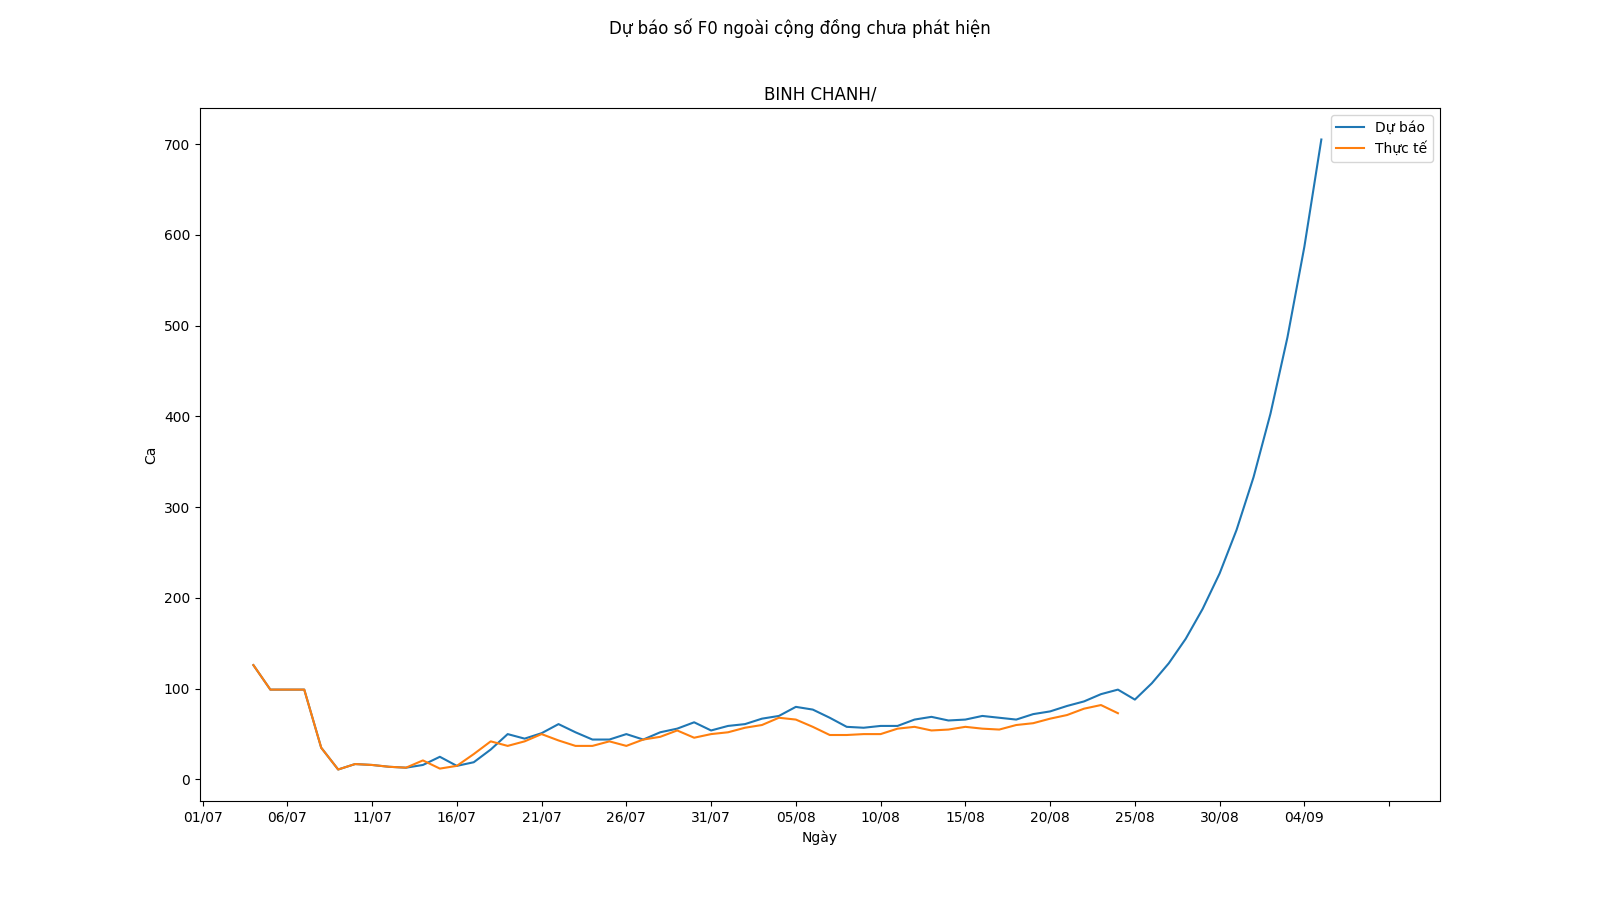 Dự báo số F0 ngoài cộng đồng chưa phát hiện
BINH CHANH/
Dự báo
Thực tế
700
600
500
400
300
200
100
0
Ca
01/07 06/07 11/07 16/07 21/07 26/07 31/07 05/08 10/08 15/08 20/08 25/08 30/08 04/09
Ngày